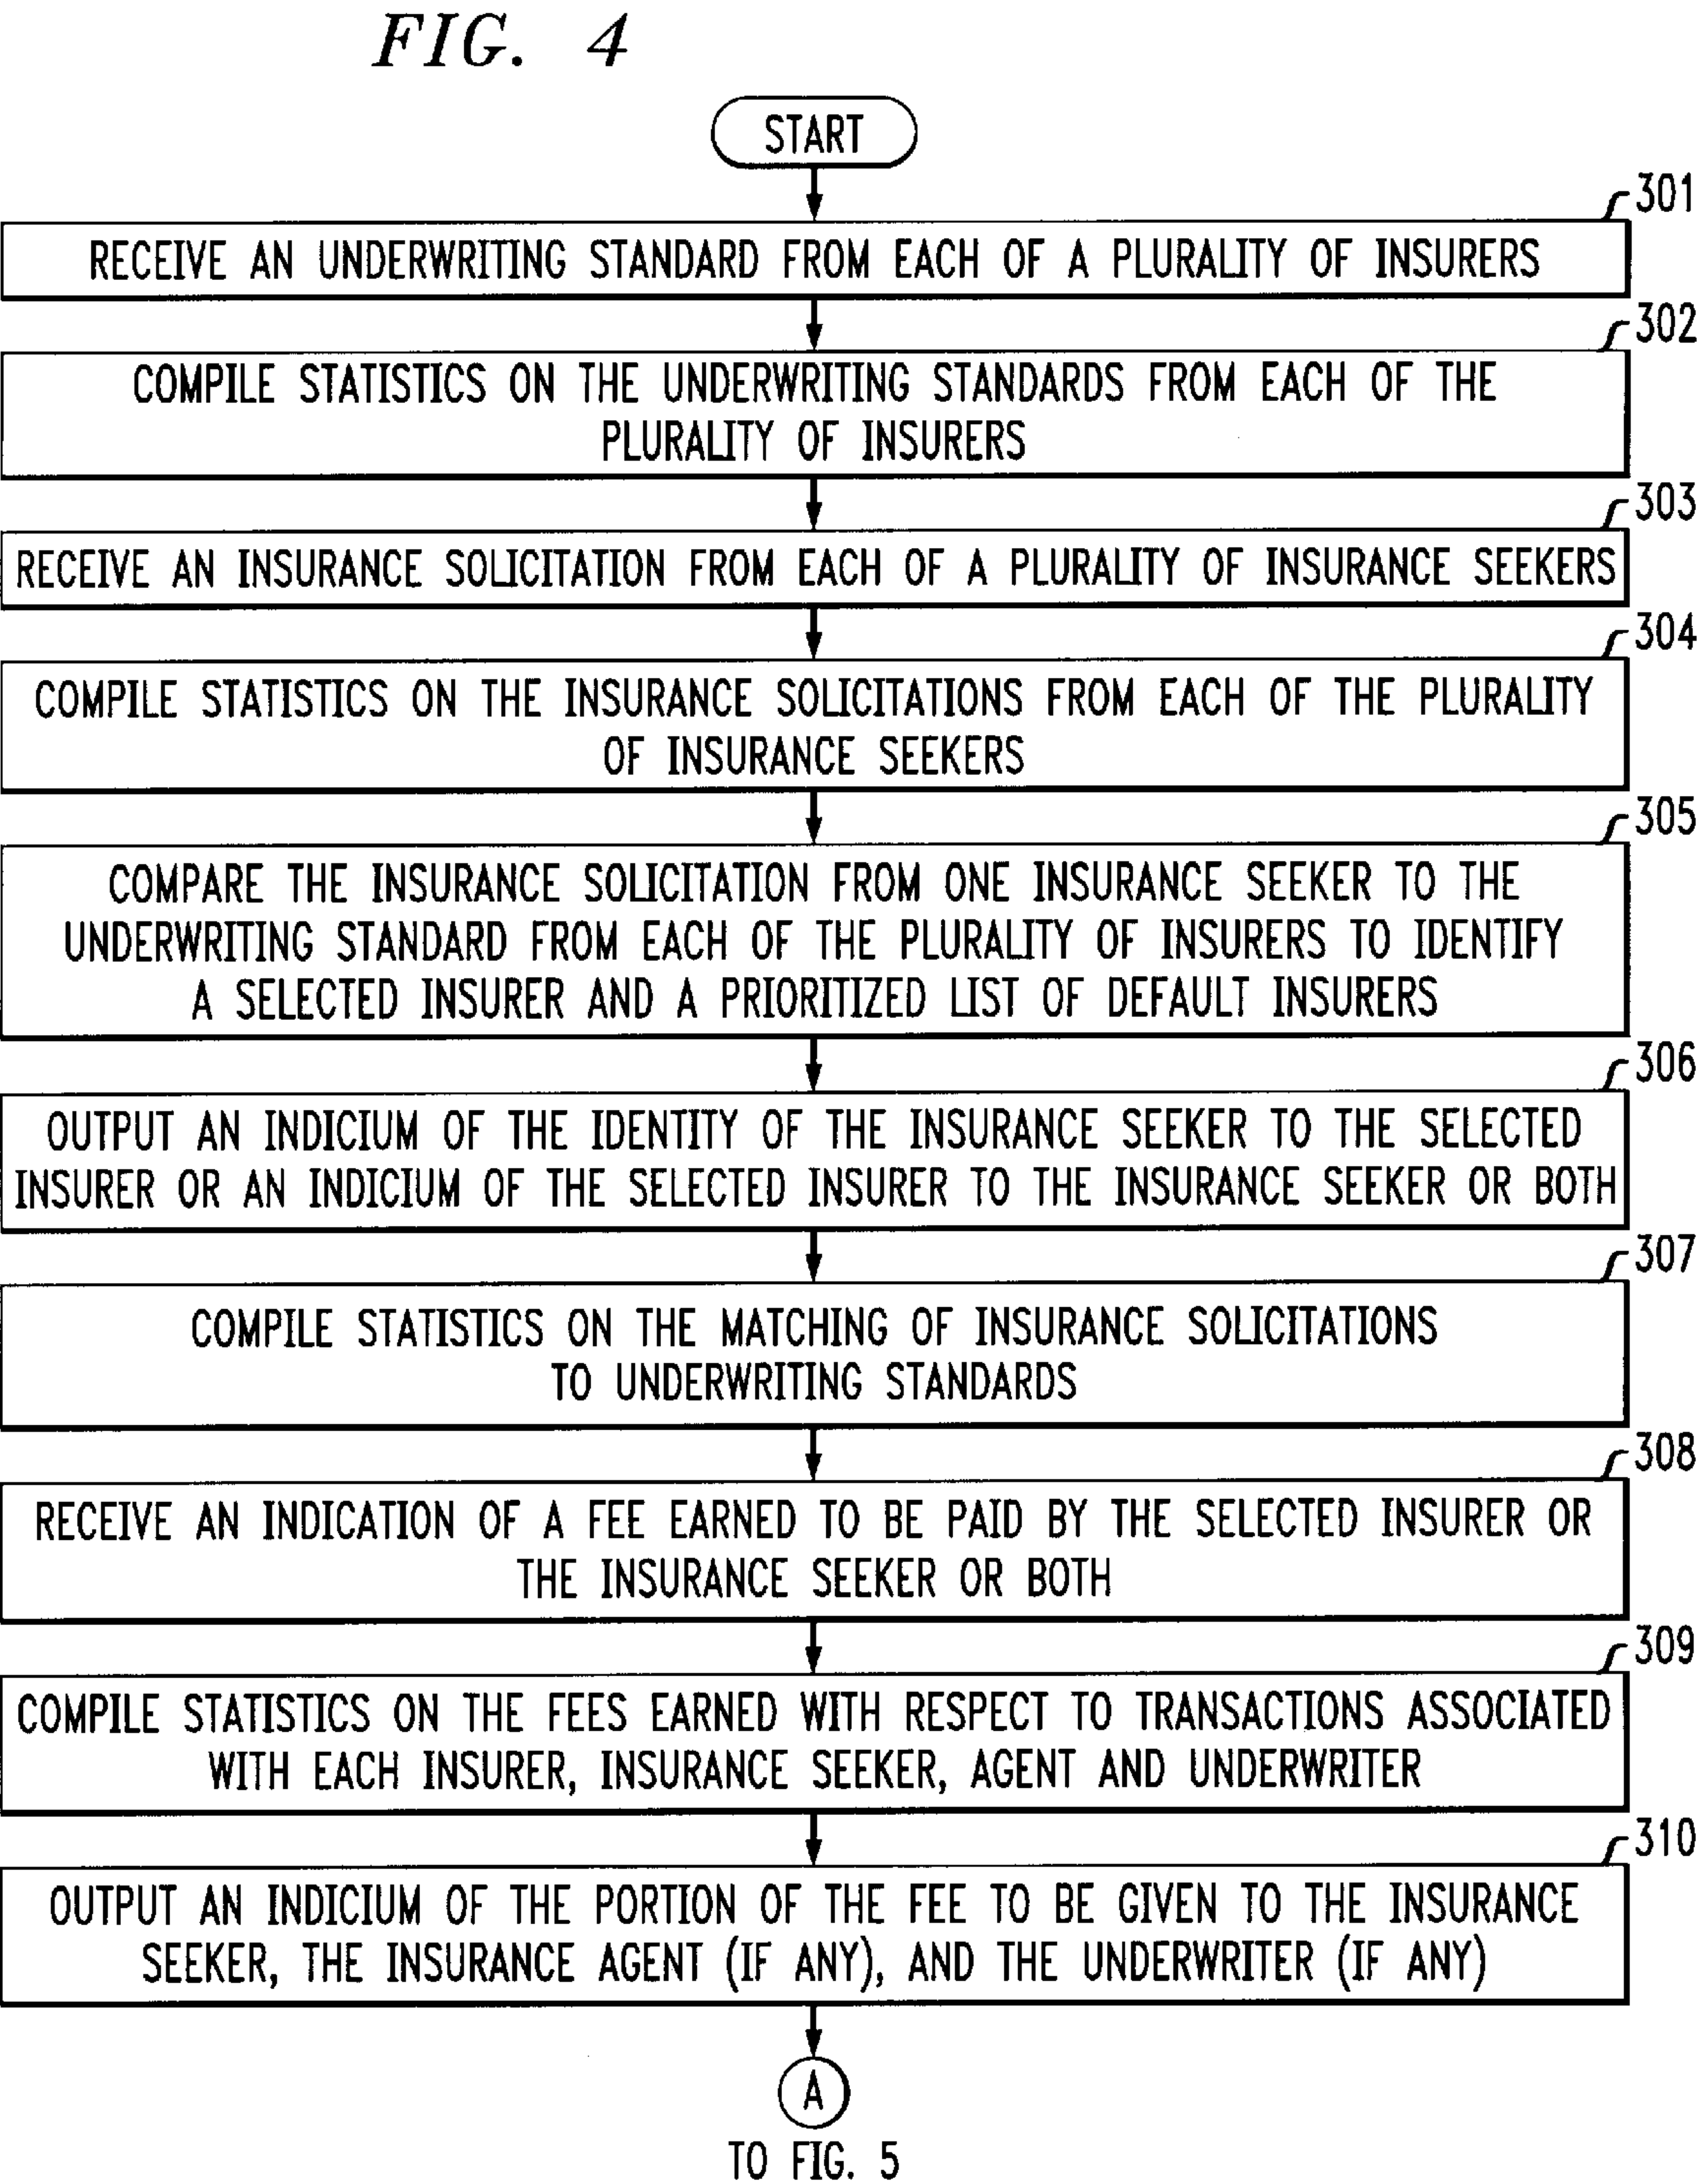 FIG. 4
START
301
RECEIVE AN UNDERWRITING STANDARD FROM EACH OF A PLURALITY OF INSURERS
302
COMPILE STATISTICS ON THE UNDERWRITING STANDARDS FROM EACH OF THE
PLURALITY OF INSURERS
303
RECEIVE AN INSURANCE SOLICITATION FROM EACH OF A PLURALITY OF INSURANCE SEEKERS
304
COMPILE STATISTICS ON THE INSURANCE SOLICITATIONS FROM EACH OF THE PLURALITY
OF INSURANCE SEEKERS
305
COMPARE THE INSURANCE SOLICITATION FROM ONE INSURANCE SEEKER TO THE
UNDERWRITING STANDARD FROM EACH OF THE PLURALITY OF INSURERS TO IDENTIFY
A SELECTED INSURER AND A PRIORITIZED LIST OF DEFAULT INSURERS
306
OUTPUT AN INDICIUM OF THE IDENTITY OF THE INSURANCE SEEKER TO THE SELECTED
INSURER OR AN INDICIUM OF THE SELECTED INSURER TO THE INSURANCE SEEKER OR BOTH
307
COMPILE STATISTICS ON THE MATCHING OF INSURANCE SOLICITATIONS
TO UNDERWRITING STANDARDS
308
RECEIVE AN INDICATION OF A FEE EARNED TO BE PAID BY THE SELECTED INSURER OR
THE INSURANCE SEEKER OR BOTH
309
COMPILE STATISTICS ON THE FEES EARNED WITH RESPECT TO TRANSACTIONS ASSOCIATED
WITH EACH INSURER, INSURANCE SEEKER, AGENT AND UNDERWRITER
310
OUTPUT AN INDICIUM OF THE PORTION OF THE FEE TO BE GIVEN TO THE INSURANCE
SEEKER, THE INSURANCE AGENT (IF ANY), AND THE UNDERWRITER (IF ANY)
A
TO FIG. 5